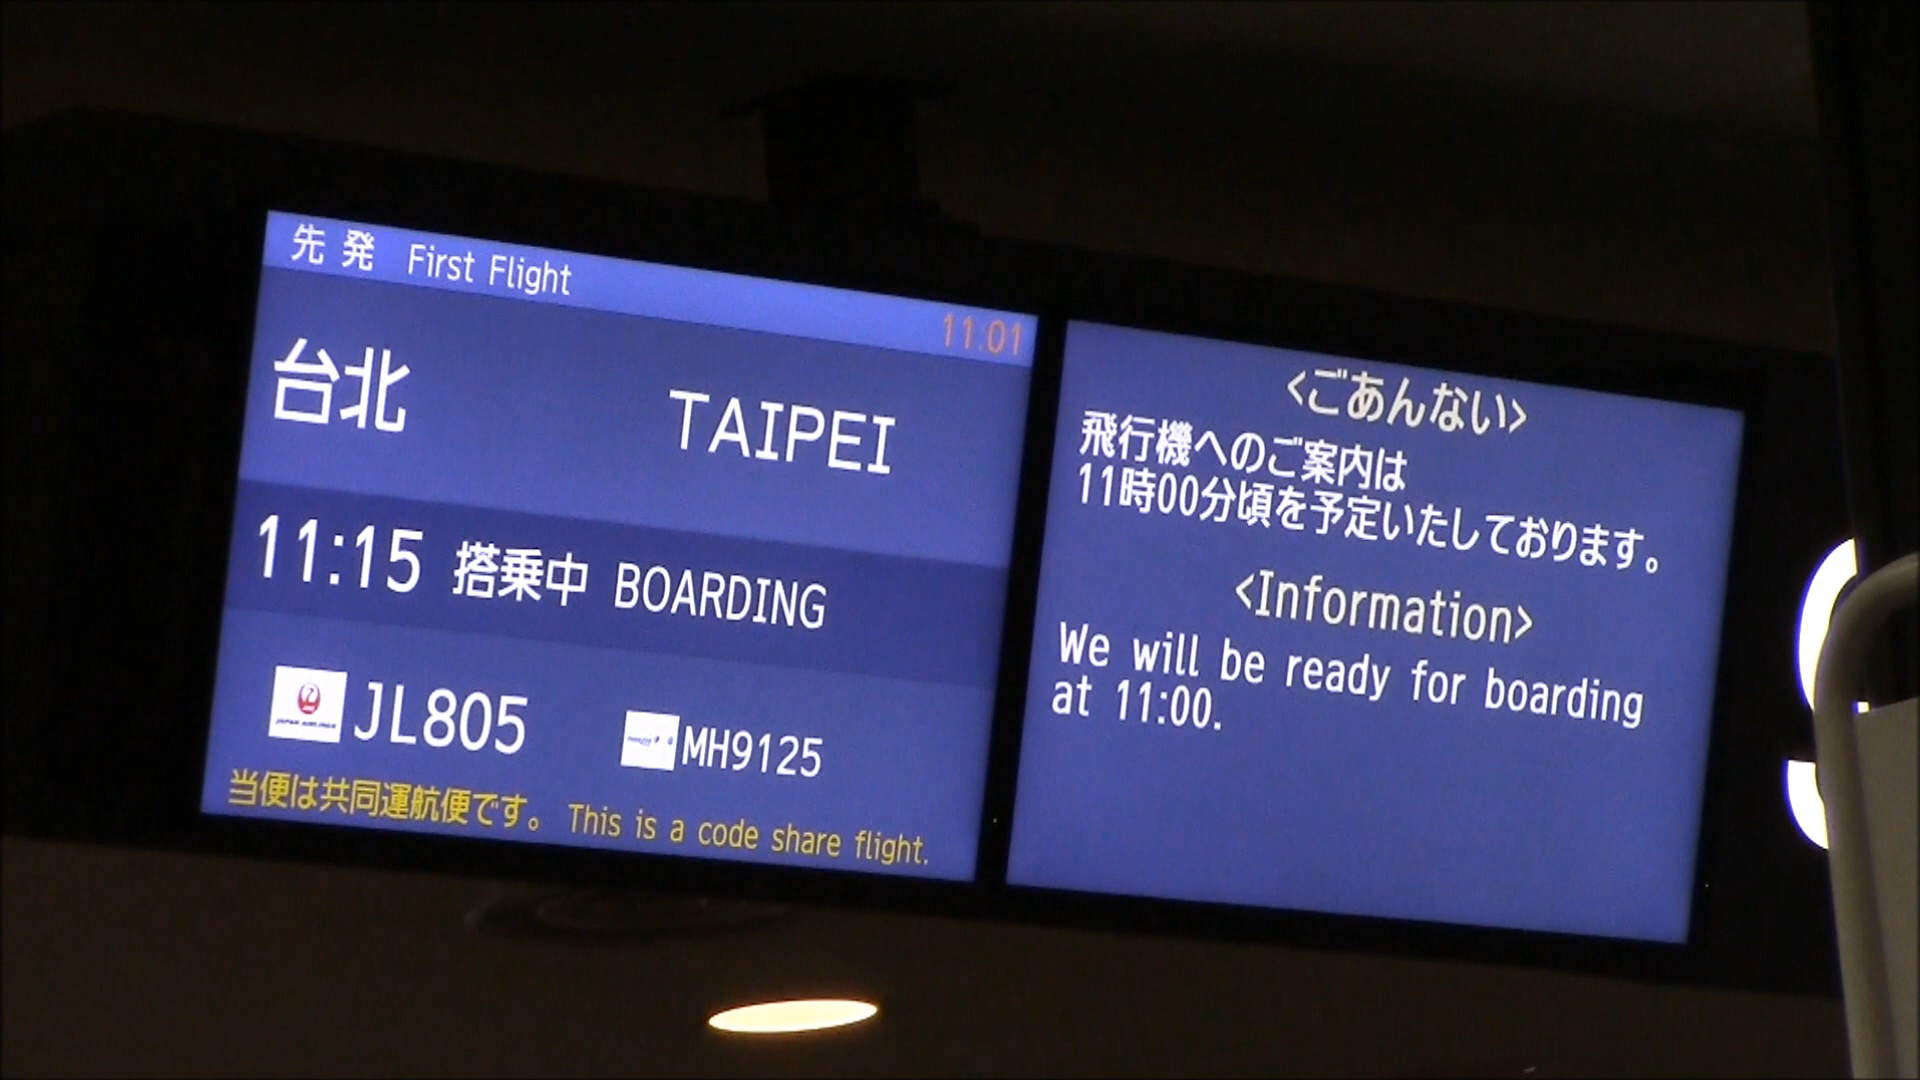 先発 First Flight
11:01
台北 TAIPEI
11:15 搭乗中 BOARDING
JAPAN AIRLINES JL805 MH9125
当便は共同運航便です。 This is a code share flight.
<ごあんない>
飛行機へのご案内は
11時00分頃を予定いたしております。
<Information>
We will be ready for boarding
at 11:00.